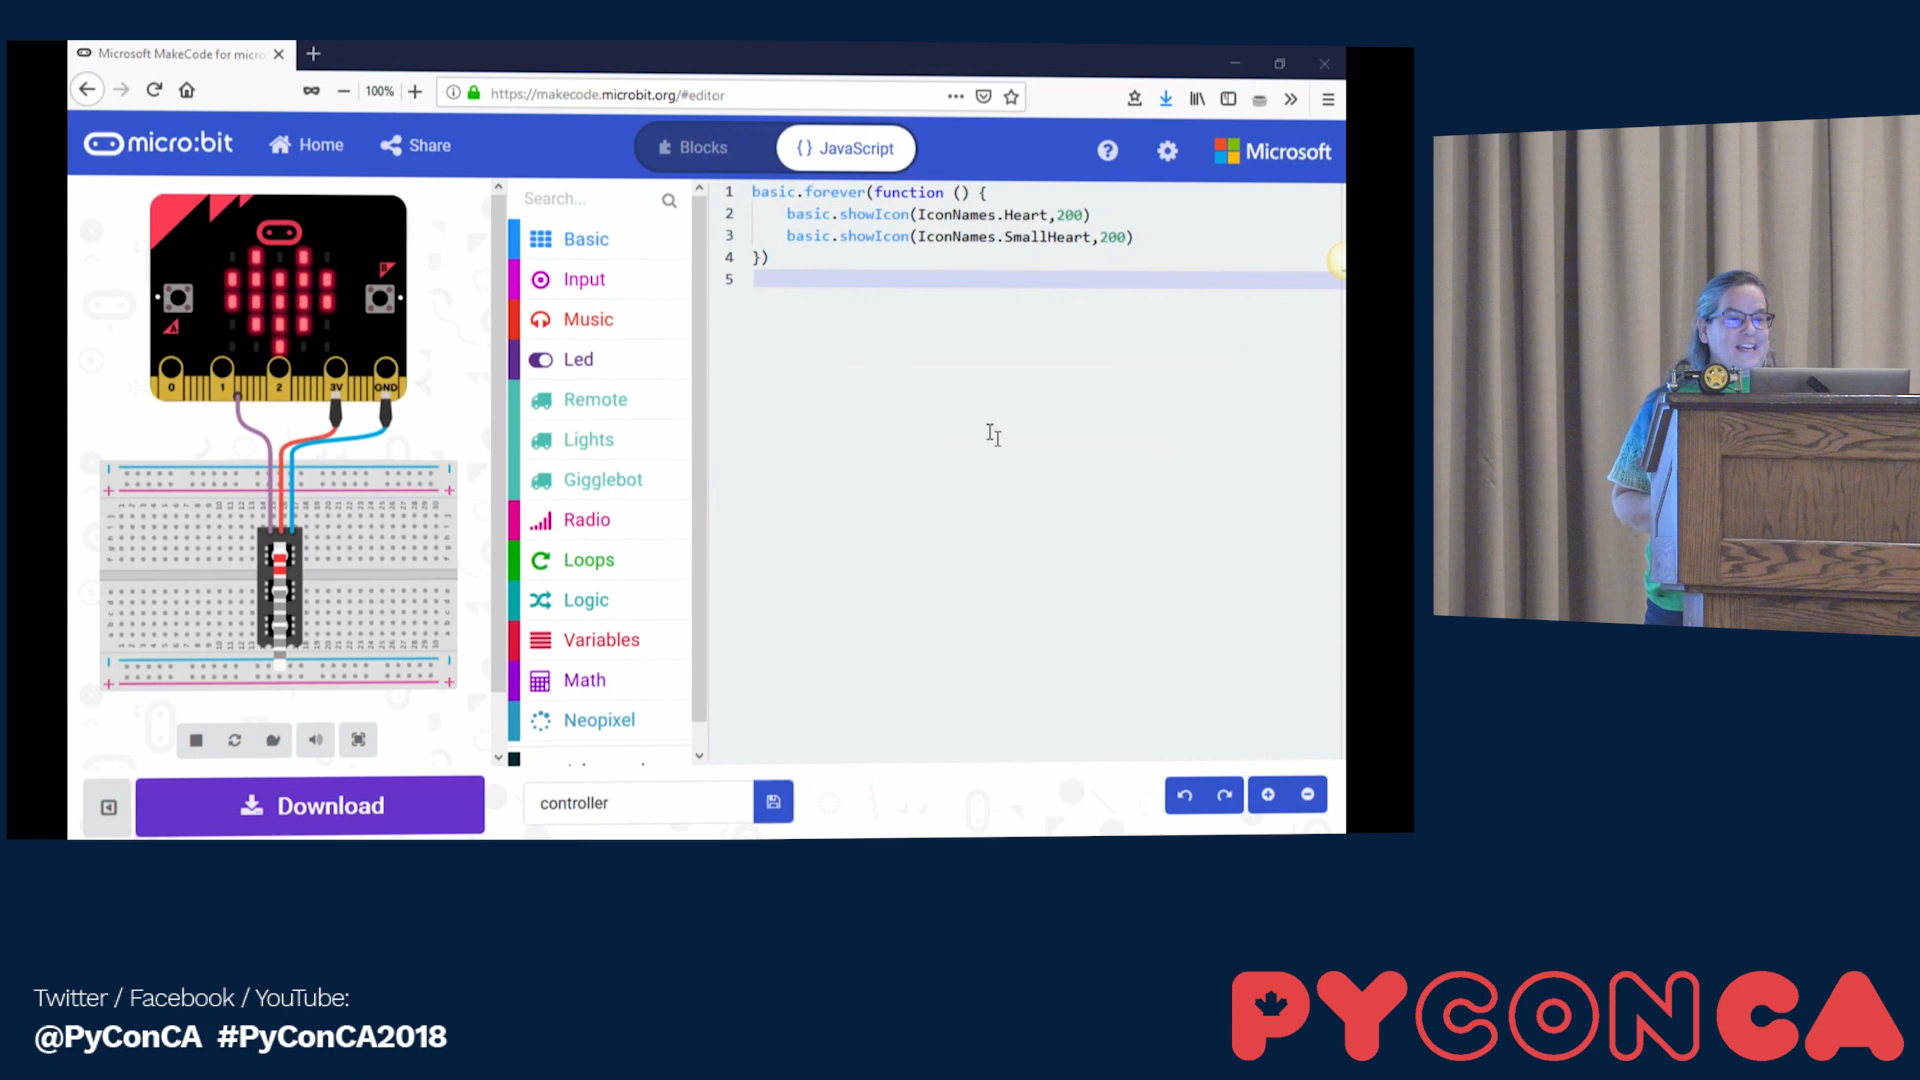 Microsoft MakeCode for micro
100%
https://makecode.microbit.org/#editor
micro:bit
Home
Share
Blocks
{} JavaScript
?
Microsoft
A
B
0 1 2 3V GND
Search...
Basic
Input
Music
Led
Remote
Lights
Gigglebot
Radio
Loops
Logic
Variables
Math
Neopixel
1 basic.forever(function () {
2 basic.showIcon(IconNames.Heart,200)
3 basic.showIcon(IconNames.SmallHeart,200)
4 })
5
Download
controller
Twitter / Facebook / YouTube:
@PyConCA #PyConCA2018
PYCONCA